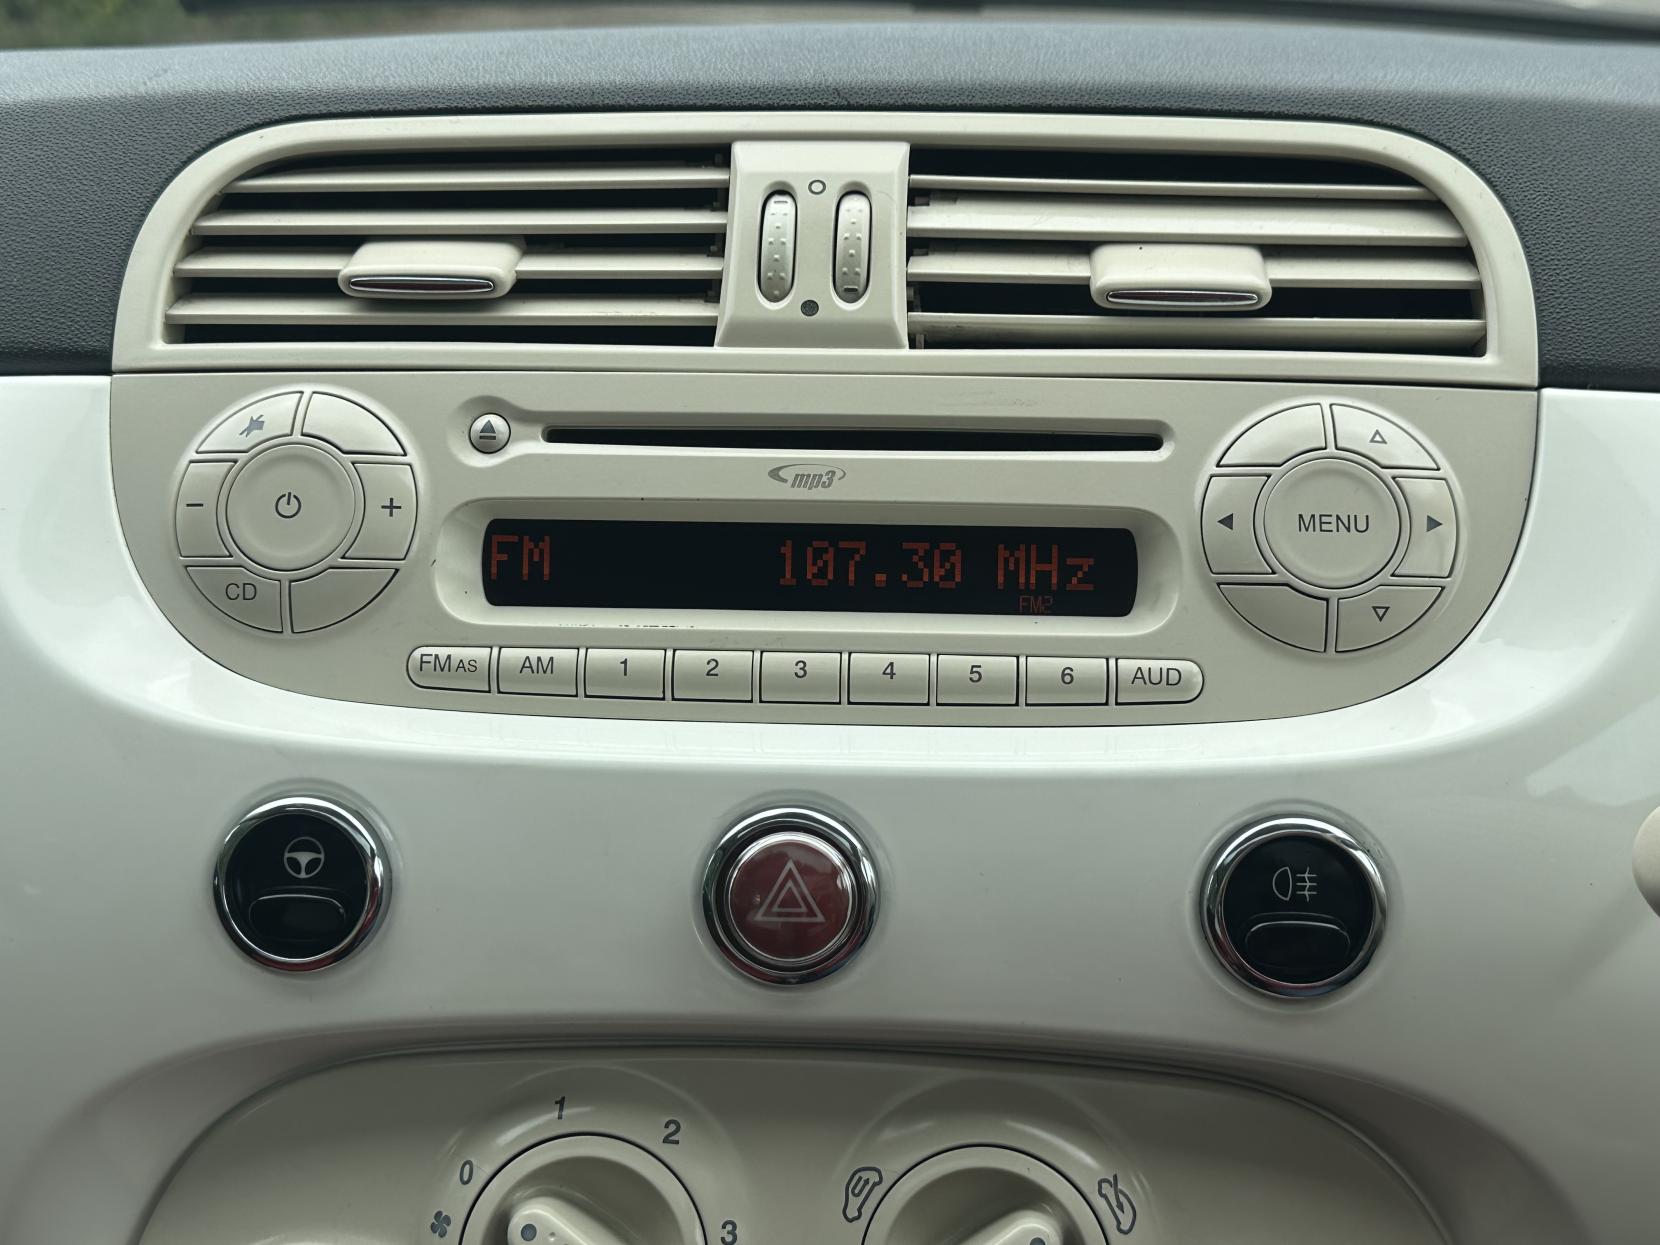 mp3
FM 107.30 MHz
FM2
- + MENU
CD
FM AS AM 1 2 3 4 5 6 AUD
1
2
0
3